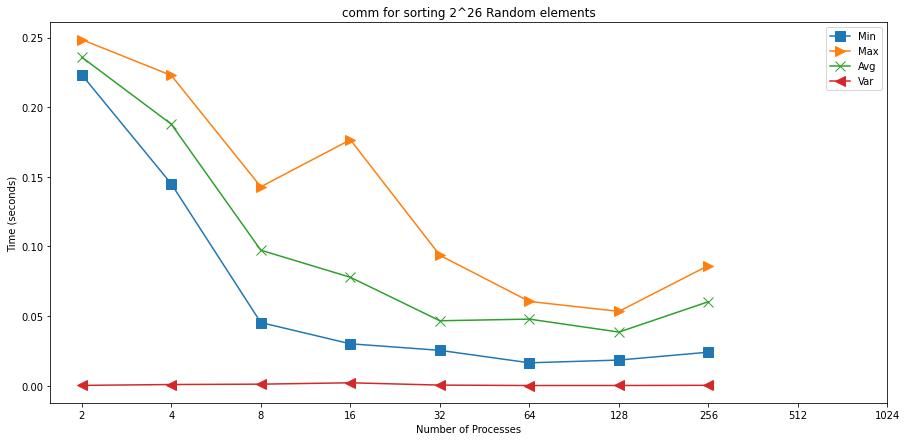 comm for sorting 2^26 Random elements
Min
Max
Avg
Var
0.25
0.20
0.15
0.10
0.05
0.00
Time (seconds)
2 4 8 16 32 64 128 256 512 1024
Number of Processes